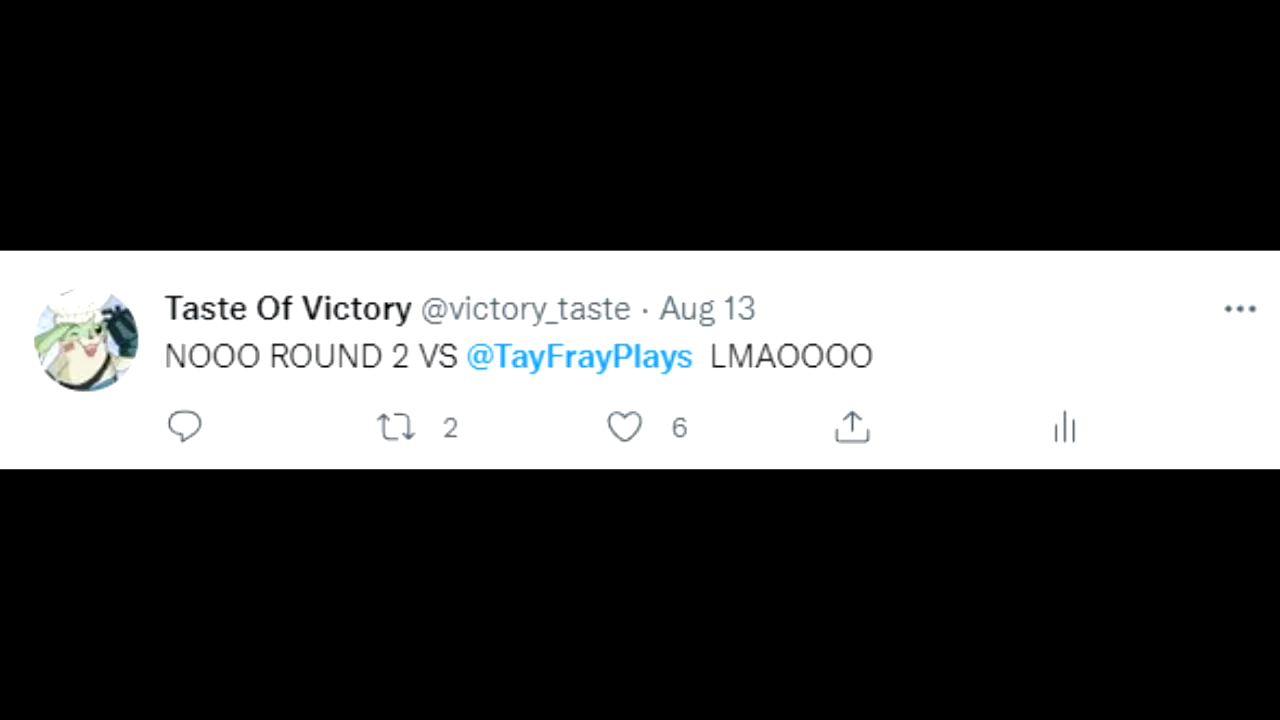 Taste Of Victory @victory_taste · Aug 13
NOOO ROUND 2 VS @TayFrayPlays LMAOOOO
2 6